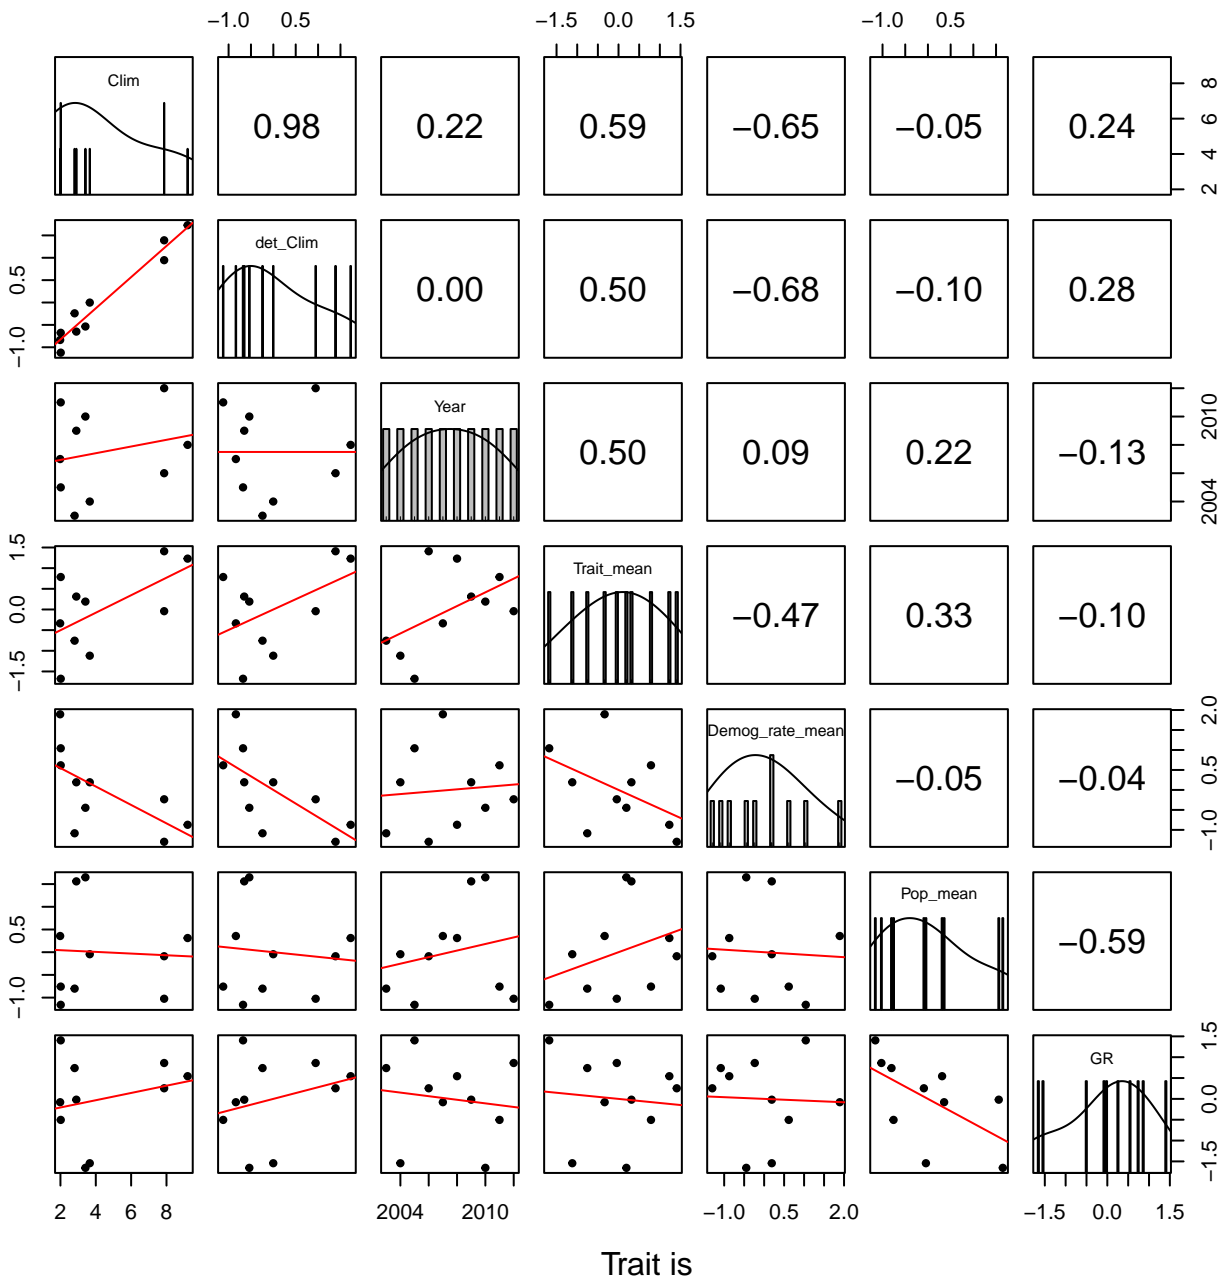 −1.0 0.5 −1.5 0.0 1.5 −1.0 0.5
Clim 0.98 0.22 0.59 −0.65 −0.05 0.24 2 4 6 8
−1.0 0.5 det_Clim 0.00 0.50 −0.68 −0.10 0.28
Year 0.50 0.09 0.22 −0.13 2004 2010
−1.5 0.0 1.5 Trait_mean −0.47 0.33 −0.10
Demog_rate_mean −0.05 −0.04 −1.0 0.5 2.0
−1.0 0.5 Pop_mean −0.59
GR −1.5 0.0 1.5
2 4 6 8 2004 2010 −1.0 0.5 2.0 −1.5 0.0 1.5
Trait is